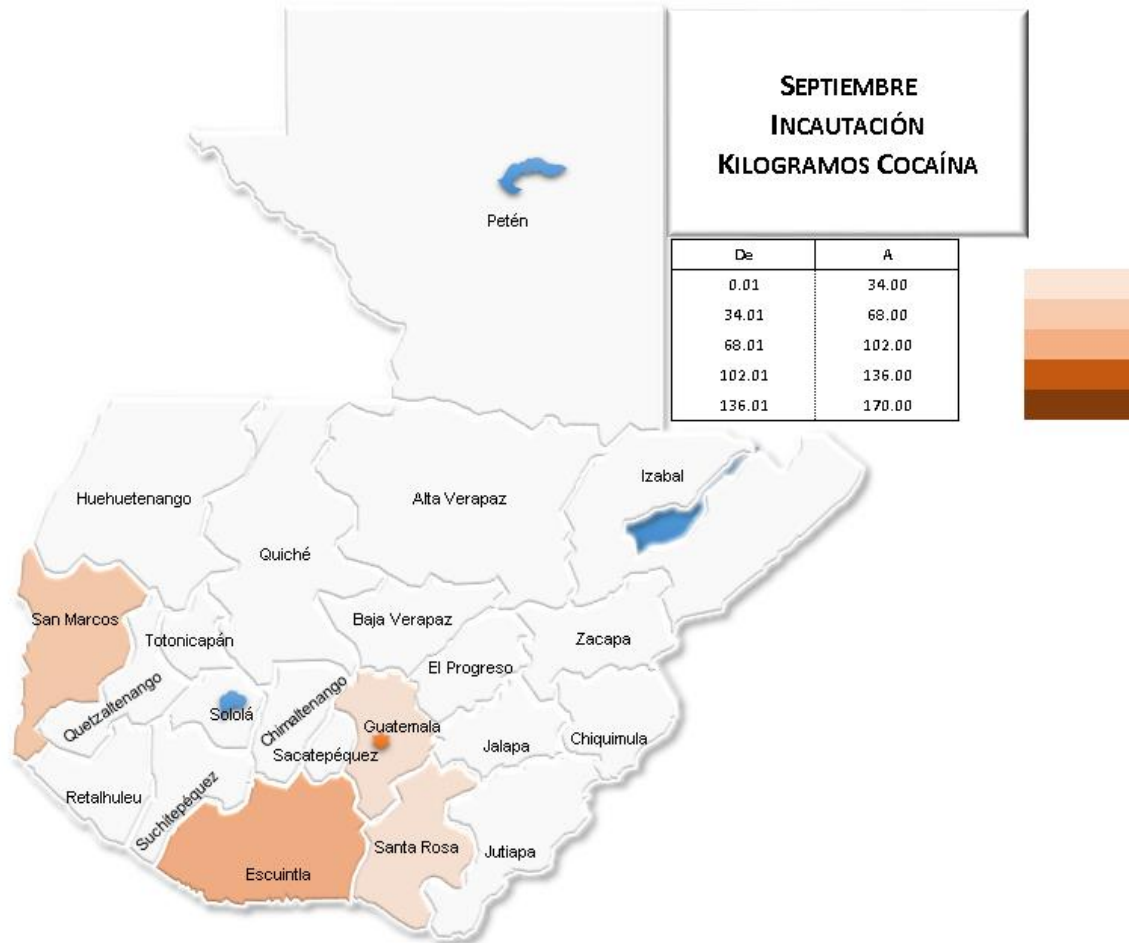 SEPTIEMBRE
INCAUTACIÓN
KILOGRAMOS COCAÍNA
Petén
De A
0.01 34.00
34.01 68.00
68.01 102.00
102.01 136.00
136.01 170.00
Huehuetenango
Alta Verapaz
Izabal
Quiché
San Marcos
Totonicapán
Baja Verapaz
Zacapa
El Progreso
Quetzaltenango
Sololá
Chimaltenango
Guatemala
Sacatepéquez
Jalapa
Chiquimula
Retalhuleu
Suchitepéquez
Santa Rosa
Jutiapa
Escuintla